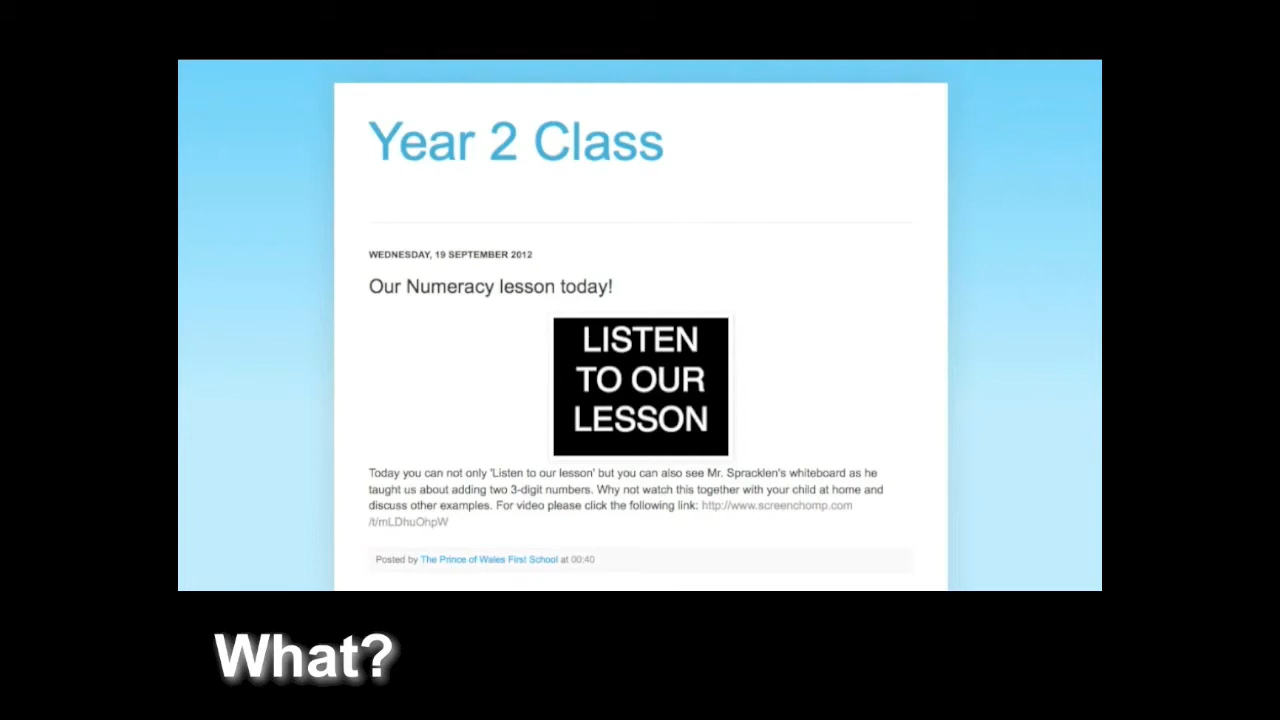 Year 2 Class
WEDNESDAY, 19 SEPTEMBER 2012
Our Numeracy lesson today!
LISTEN
TO OUR
LESSON
Today you can not only 'Listen to our lesson' but you can also see Mr. Spracklen's whiteboard as he
taught us about adding two 3-digit numbers. Why not watch this together with your child at home and
discuss other examples. For video please click the following link: http://www.screenchomp.com
/t/mLDhuOhpW
Posted by The Prince of Wales First School at 00:40
What?